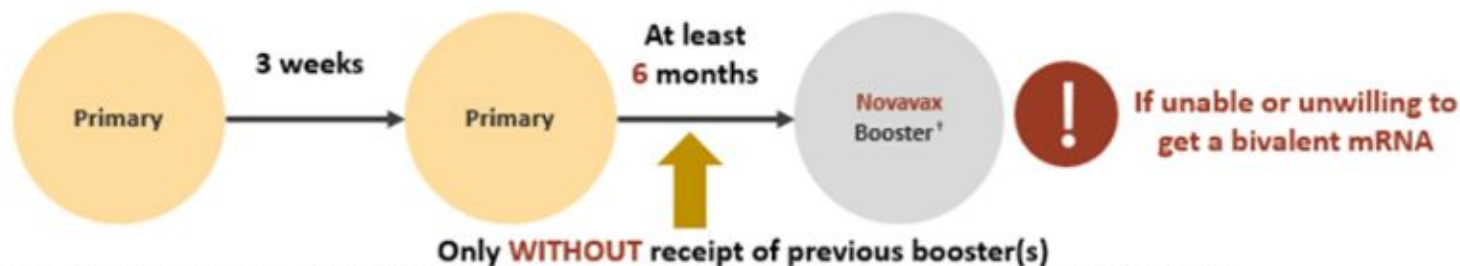 Primary
3 weeks
Primary
At least
6 months
Novavax
Booster†
!
If unable or unwilling to
get a bivalent mRNA
Only WITHOUT receipt of previous booster(s)